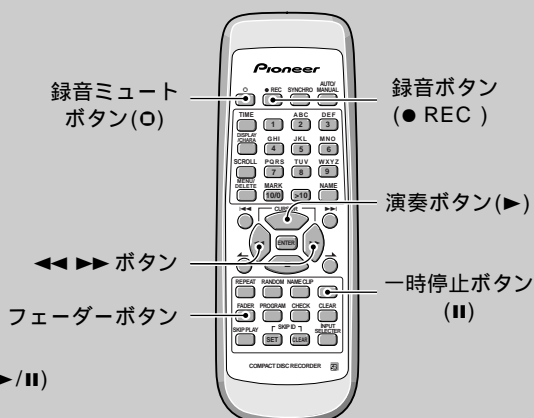 Pioneer
● REC SYNCHRO AUTO/MANUAL
TIME ABC DEF
1 2 3
DISPLAY/CHARA GHI JKL MNO
4 5 6
SCROLL PQRS TUV WXYZ
7 8 9
MENU/DELETE MARK NAME
10/0 >10
CURSOR
ENTER
REPEAT RANDOM NAME CLIP
FADER PROGRAM CHECK CLEAR
SKIP PLAY SKIP ID INPUT SELECTER
SET CLEAR
COMPACT DISC RECORDER
録音ミュート
ボタン(O)
◀◀ ▶▶ ボタン
フェーダーボタン
▶/II)
録音ボタン
(● REC )
演奏ボタン(▶)
一時停止ボタン
(II)